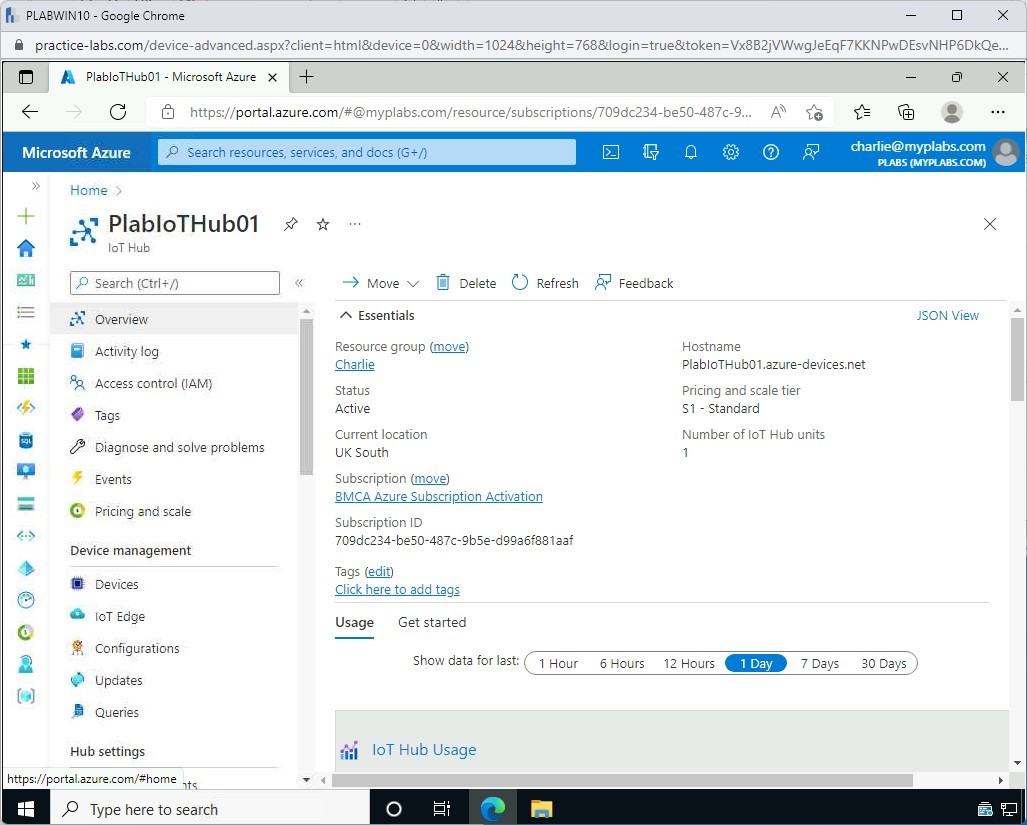 PLABWIN10 - Google Chrome
practice-labs.com/device-advanced.aspx?client=html&device=0&width=1024&height=768&login=true&token=Vx8B2jVWwgJeEqF7KKNPwDEsvNHP6DkQe...
PlabIoTHub01 - Microsoft Azure
https://portal.azure.com/#@myplabs.com/resource/subscriptions/709dc234-be50-487c-9...
Microsoft Azure
Search resources, services, and docs (G+/)
charlie@myplabs.com
PLABS (MYPLABS.COM)
Home
PlabIoTHub01
IoT Hub
Search (Ctrl+/)
Move
Delete
Refresh
Feedback
Overview
Activity log
Access control (IAM)
Tags
Diagnose and solve problems
Events
Pricing and scale
Device management
Devices
IoT Edge
Configurations
Updates
Queries
Hub settings
Essentials
JSON View
Resource group (move)
Charlie
Status
Active
Current location
UK South
Subscription (move)
BMCA Azure Subscription Activation
Subscription ID
709dc234-be50-487c-9b5e-d99a6f881aaf
Tags (edit)
Click here to add tags
Hostname
PlabIoTHub01.azure-devices.net
Pricing and scale tier
S1 - Standard
Number of IoT Hub units
1
Usage
Get started
Show data for last:
1 Hour
6 Hours
12 Hours
1 Day
7 Days
30 Days
IoT Hub Usage
https://portal.azure.com/#home
Type here to search